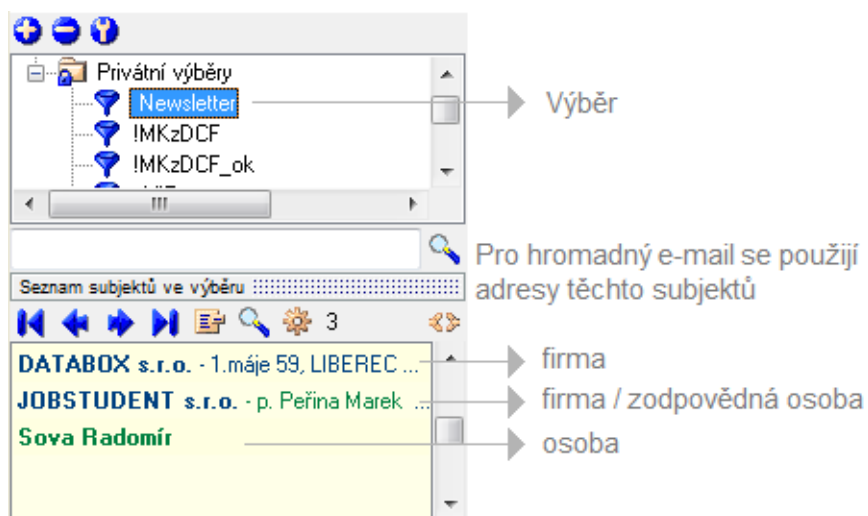 Privátní výběry
Newsletter
Výběr
!MKzDCF
!MKzDCF_ok
Pro hromadný e-mail se použijí
adresy těchto subjektů
Seznam subjektů ve výběru
3
DATABOX s.r.o. - 1.máje 59, LIBEREC ...
firma
JOBSTUDENT s.r.o. - p. Peřina Marek ...
firma / zodpovědná osoba
Sova Radomír
osoba